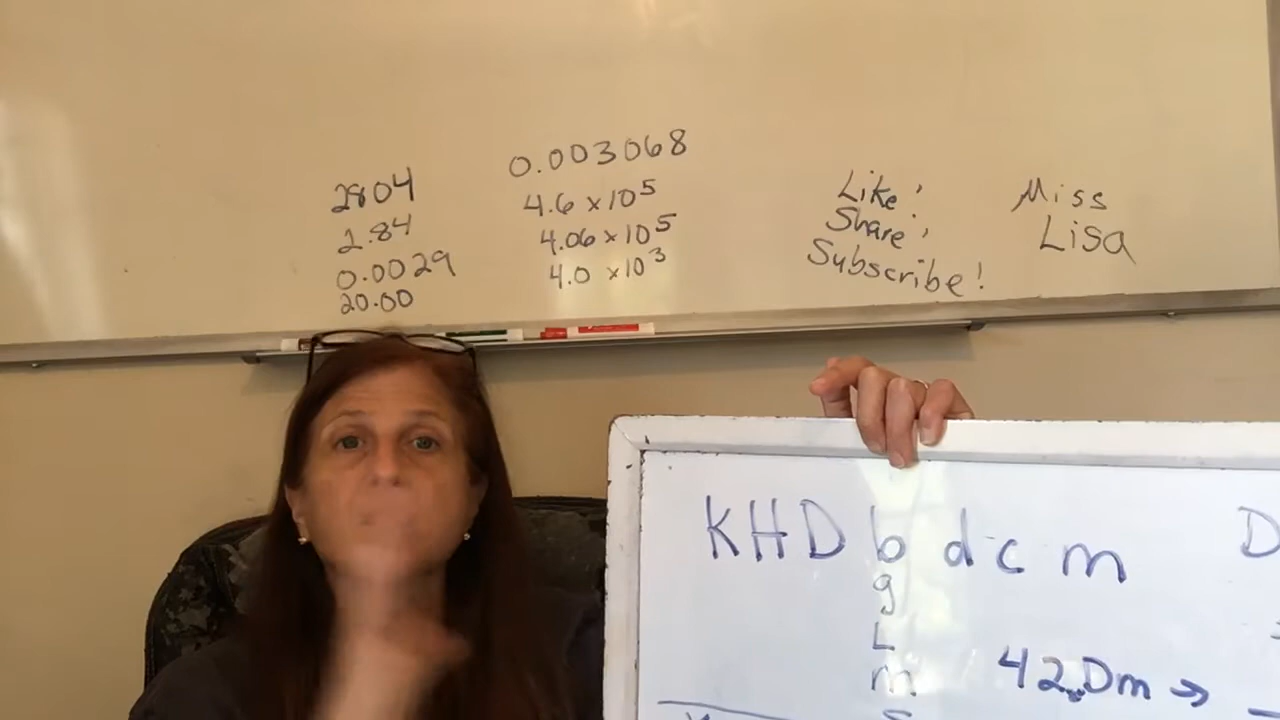 2804
2.84
0.0029
20.00
0.003068
4.6 x 10⁵
4.06 x 10⁵
4.0 x 10³
Like!
Share!
Subscribe!
Miss
Lisa
KHD b d c m
g
L
m
42.Dm →
D